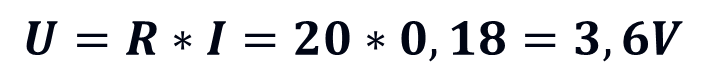 U = R * I = 20 * 0,18 = 3,6V